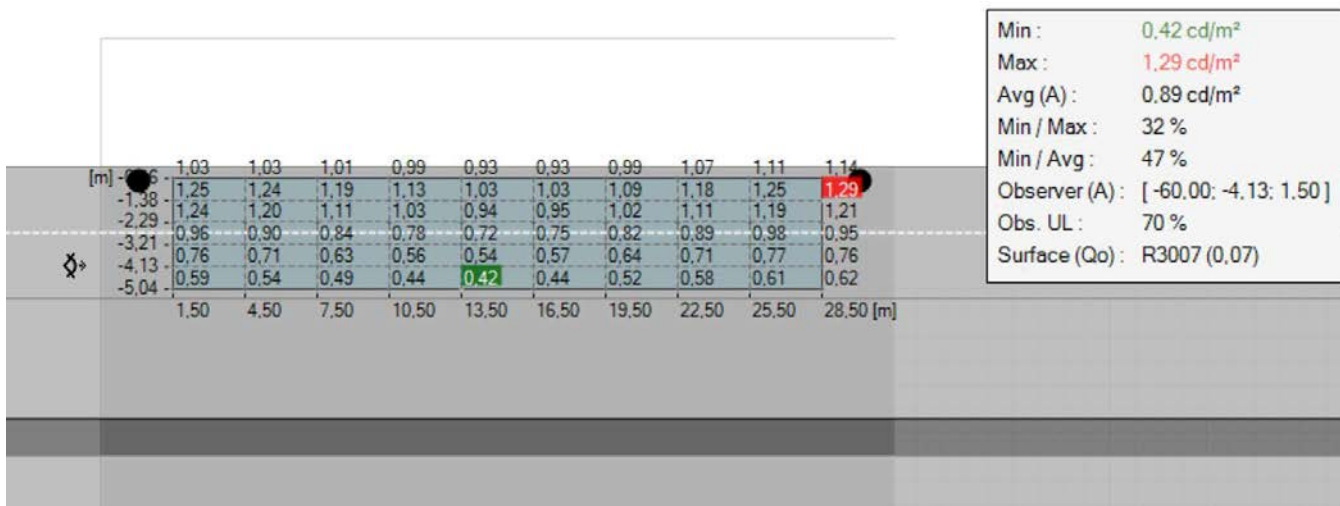 Min : 0,42 cd/m²
Max : 1,29 cd/m²
Avg (A) : 0,89 cd/m²
Min / Max : 32 %
Min / Avg : 47 %
Observer (A) : [ -60,00; -4,13; 1,50 ]
Obs. UL : 70 %
Surface (Qo) : R3007 (0,07)
[m] 1,03 1,03 1,01 0,99 0,93 0,93 0,99 1,07 1,11 1,14
-1,38 1,25 1,24 1,19 1,13 1,03 1,03 1,09 1,18 1,25 1,29
-2,29 1,24 1,20 1,11 1,03 0,94 0,95 1,02 1,11 1,19 1,21
-3,21 0,96 0,90 0,84 0,78 0,72 0,75 0,82 0,89 0,98 0,95
-4,13 0,76 0,71 0,63 0,56 0,54 0,57 0,64 0,71 0,77 0,76
-5,04 0,59 0,54 0,49 0,44 0,42 0,44 0,52 0,58 0,61 0,62
1,50 4,50 7,50 10,50 13,50 16,50 19,50 22,50 25,50 28,50 [m]